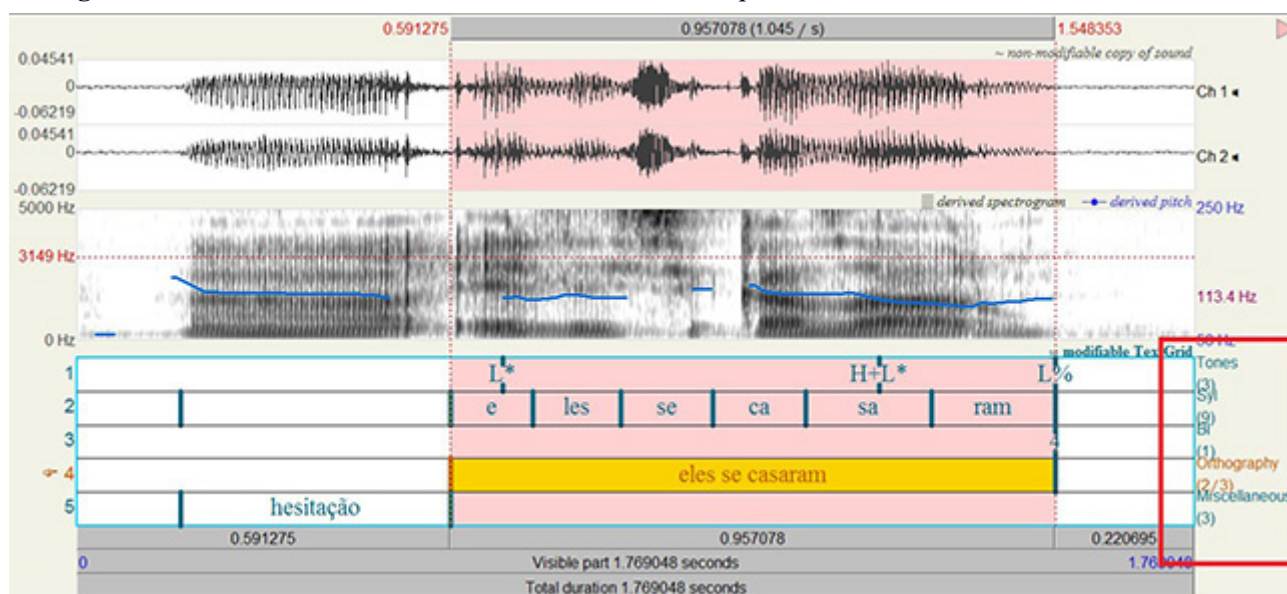 0.591275 0.957078 (1.045 / s) 1.548353
~ non-modifiable copy of sound
0.04541
0
-0.06219
Ch 1
0.04541
0
-0.06219
Ch 2
5000 Hz
derived spectrogram derived pitch 250 Hz
3149 Hz
113.4 Hz
0 Hz
50 Hz
modifiable TextGrid
1 L* H+L* L% Tones (3)
2 e les se ca sa ram Syl (9)
3 4 BI (1)
4 eles se casaram Orthography (2/3)
5 hesitação Miscellaneous (3)
0.591275 0.957078 0.220695
0 Visible part 1.769048 seconds 1.769048
Total duration 1.769048 seconds